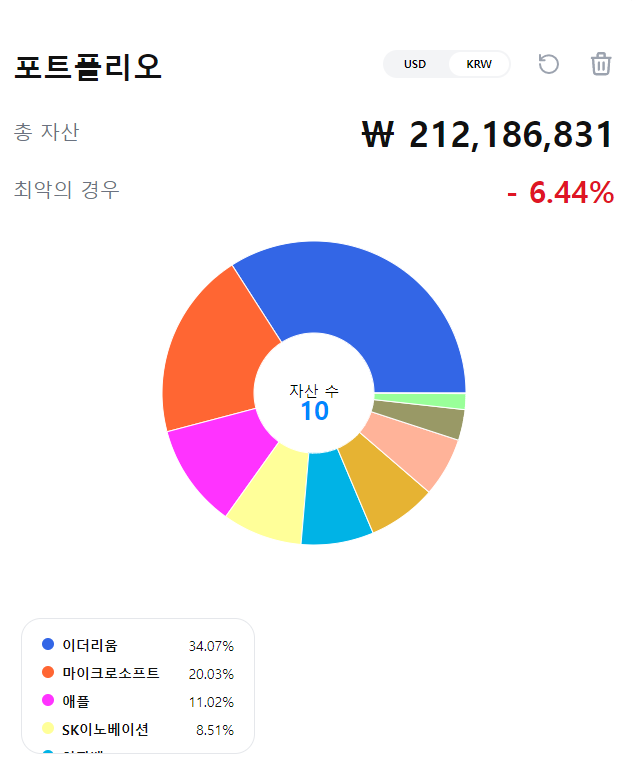 포트폴리오
USD KRW
총 자산 ₩ 212,186,831
최악의 경우 - 6.44%
자산 수
10
이더리움 34.07%
마이크로소프트 20.03%
애플 11.02%
SK이노베이션 8.51%